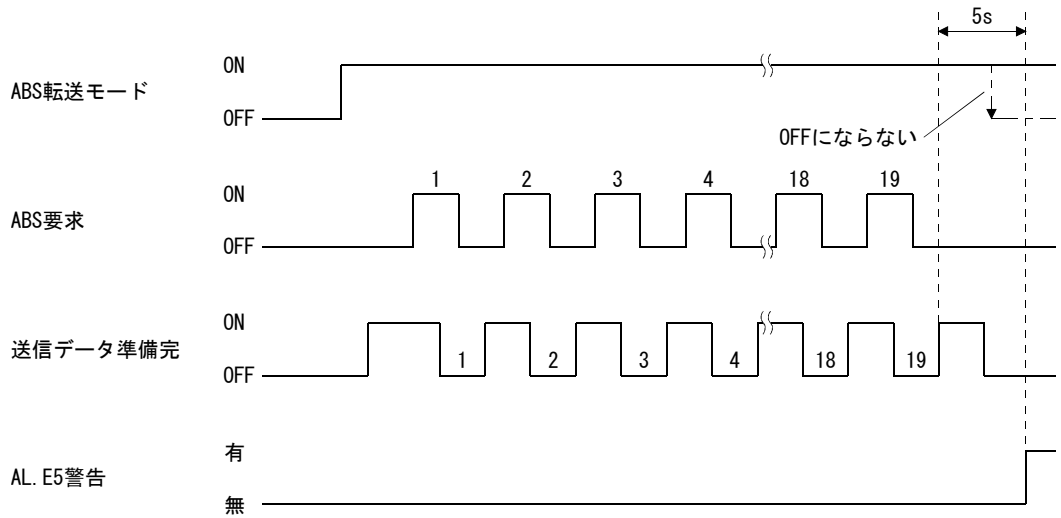 5s
ON
ABS転送モード
OFF
OFFにならない
1 2 3 4 18 19
ON
ABS要求
OFF
ON
送信データ準備完
1 2 3 4 18 19
OFF
有
AL.E5警告
無